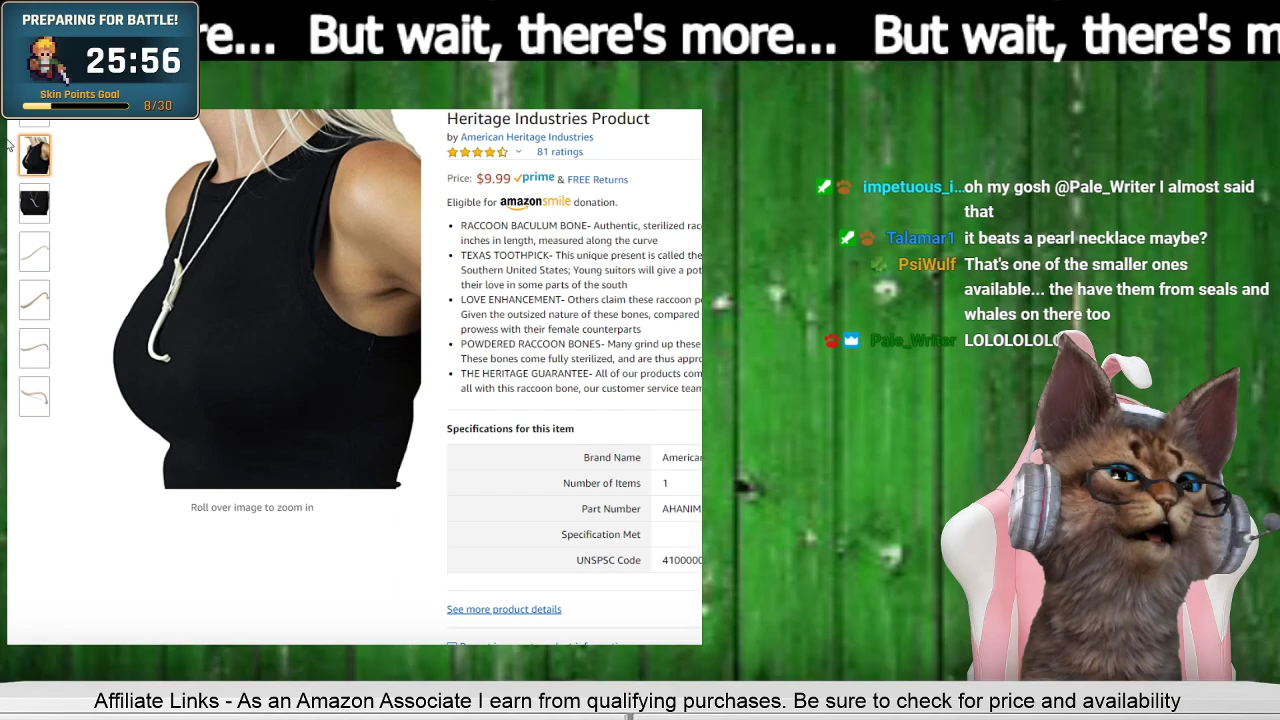 PREPARING FOR BATTLE!
25:56
Skin Points Goal
8/30
re... But wait, there's more... But wait, there's m
Heritage Industries Product
by American Heritage Industries
81 ratings
Price: $9.99 prime & FREE Returns
Eligible for amazonsmile donation.
RACCOON BACULUM BONE- Authentic, sterilized rac
inches in length, measured along the curve
TEXAS TOOTHPICK- This unique present is called the
Southern United States; Young suitors will give a pot
their love in some parts of the south
LOVE ENHANCEMENT- Others claim these raccoon p
Given the outsized nature of these bones, compared
prowess with their female counterparts
POWDERED RACCOON BONES- Many grind up these
These bones come fully sterilized, and are thus appro
THE HERITAGE GUARANTEE- All of our products com
all with this raccoon bone, our customer service team
Specifications for this item
Brand Name America
Number of Items 1
Part Number AHANIM
Specification Met
UNSPSC Code 4100000
See more product details
Roll over image to zoom in
impetuous_i... oh my gosh @Pale_Writer I almost said
that
Talamar1 it beats a pearl necklace maybe?
PsiWulf That's one of the smaller ones
available... the have them from seals and
whales on there too
Pale_Writer LOLOLOLOLO
Affiliate Links - As an Amazon Associate I earn from qualifying purchases. Be sure to check for price and availability